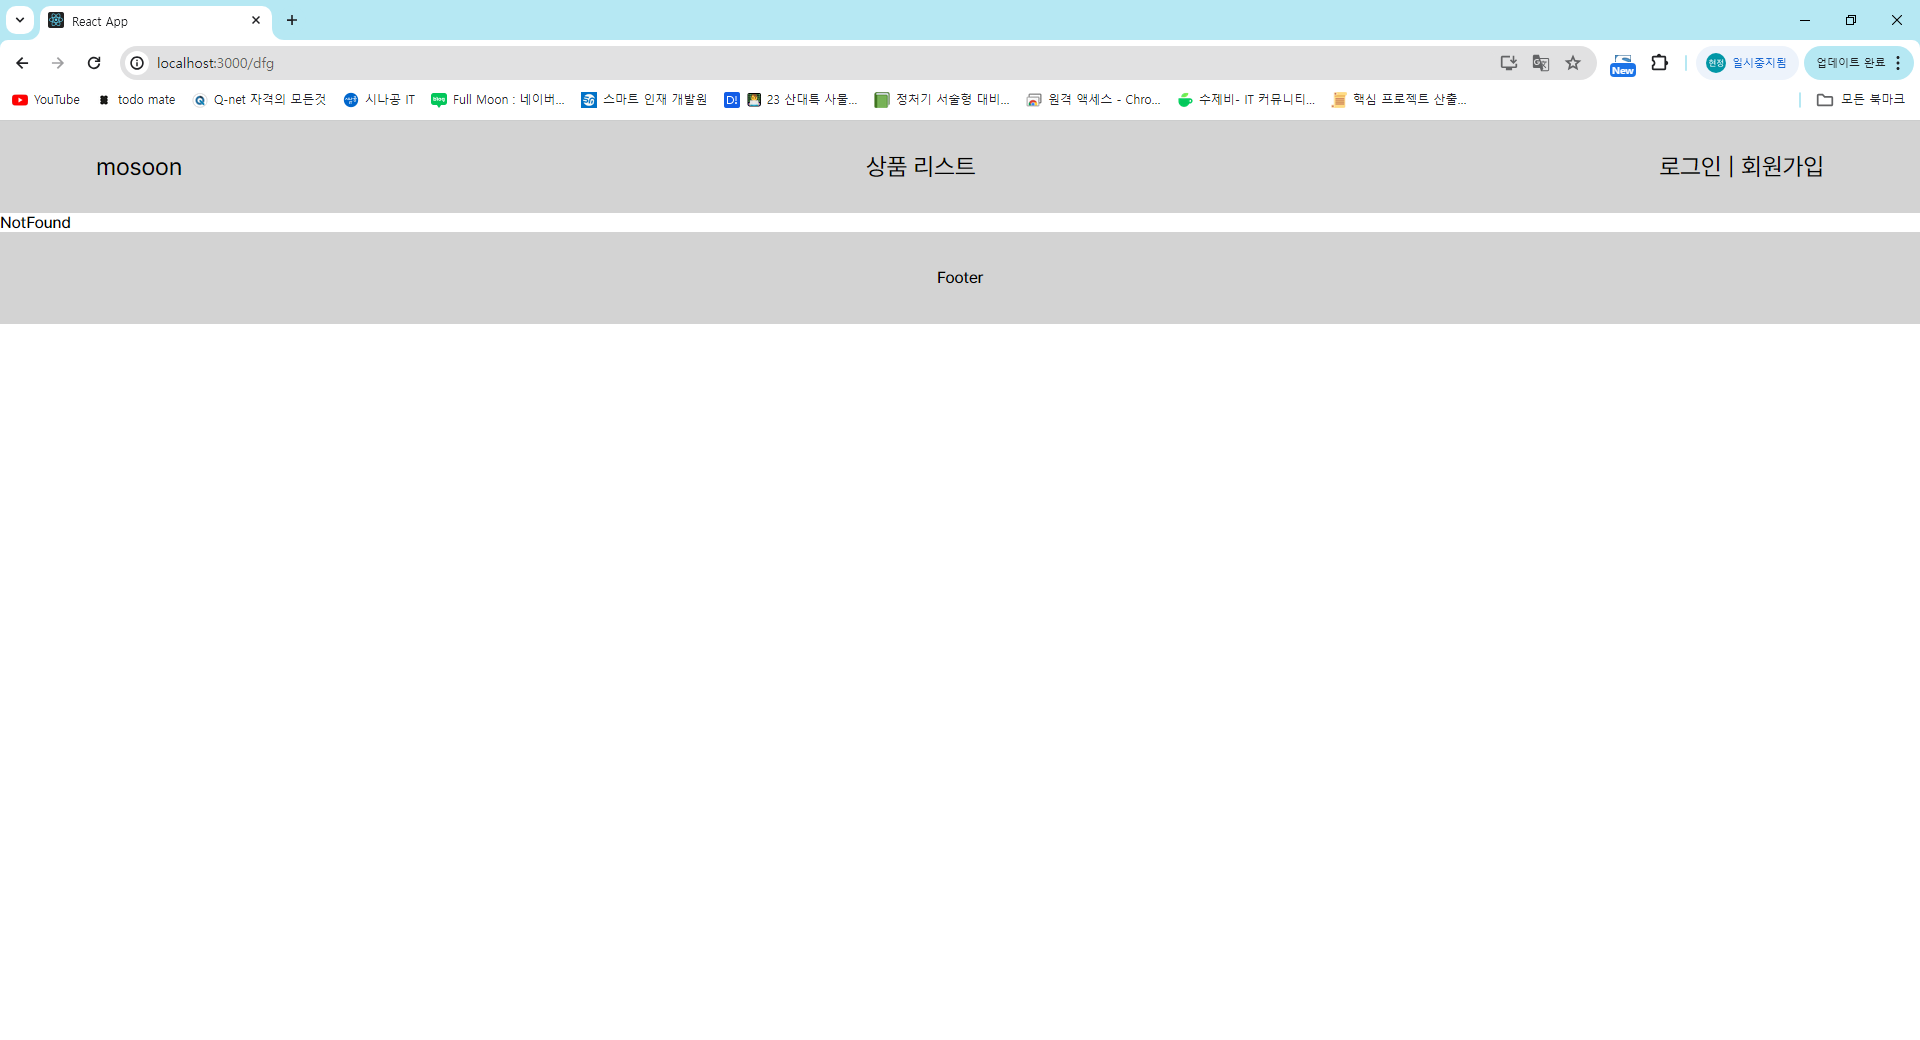 React App
localhost:3000/dfg
New
현정
일시중지됨
업데이트 완료
YouTube
todo mate
Q-net 자격의 모든것
시나공 IT
Full Moon : 네이버...
스마트 인재 개발원
D!
23 산대특 사물...
정처기 서술형 대비...
원격 액세스 - Chro...
수제비- IT 커뮤니티...
핵심 프로젝트 산출...
모든 북마크
mosoon
상품 리스트
로그인 | 회원가입
NotFound
Footer